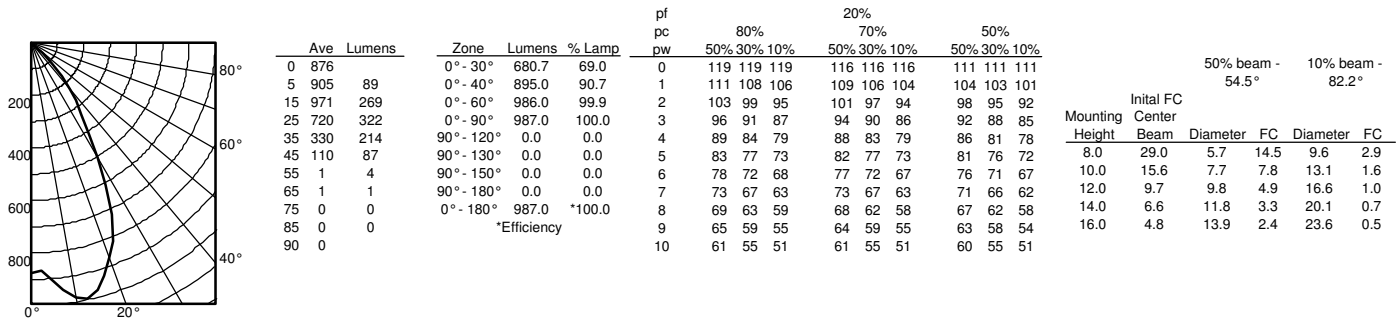 200
400
600
800
0°
20°
40°
60°
80°
Ave Lumens
0 876
5 905 89
15 971 269
25 720 322
35 330 214
45 110 87
55 1 4
65 1 1
75 0 0
85 0 0
90 0
Zone Lumens % Lamp
0°- 30° 680.7 69.0
0°- 40° 895.0 90.7
0°- 60° 986.0 99.9
0°- 90° 987.0 100.0
90°- 120° 0.0 0.0
90°- 130° 0.0 0.0
90°- 150° 0.0 0.0
90°- 180° 0.0 0.0
0°- 180° 987.0 *100.0
*Efficiency
pf 20%
pc 80% 70% 50%
pw 50% 30% 10% 50% 30% 10% 50% 30% 10%
0 119 119 119 116 116 116 111 111 111
1 111 108 106 109 106 104 104 103 101
2 103 99 95 101 97 94 98 95 92
3 96 91 87 94 90 86 92 88 85
4 89 84 79 88 83 79 86 81 78
5 83 77 73 82 77 73 81 76 72
6 78 72 68 77 72 67 76 71 67
7 73 67 63 73 67 63 71 66 62
8 69 63 59 68 62 58 67 62 58
9 65 59 55 64 59 55 63 58 54
10 61 55 51 61 55 51 60 55 51
50% beam - 10% beam -
54.5° 82.2°
Inital FC
Mounting Center
Height Beam Diameter FC Diameter FC
8.0 29.0 5.7 14.5 9.6 2.9
10.0 15.6 7.7 7.8 13.1 1.6
12.0 9.7 9.8 4.9 16.6 1.0
14.0 6.6 11.8 3.3 20.1 0.7
16.0 4.8 13.9 2.4 23.6 0.5